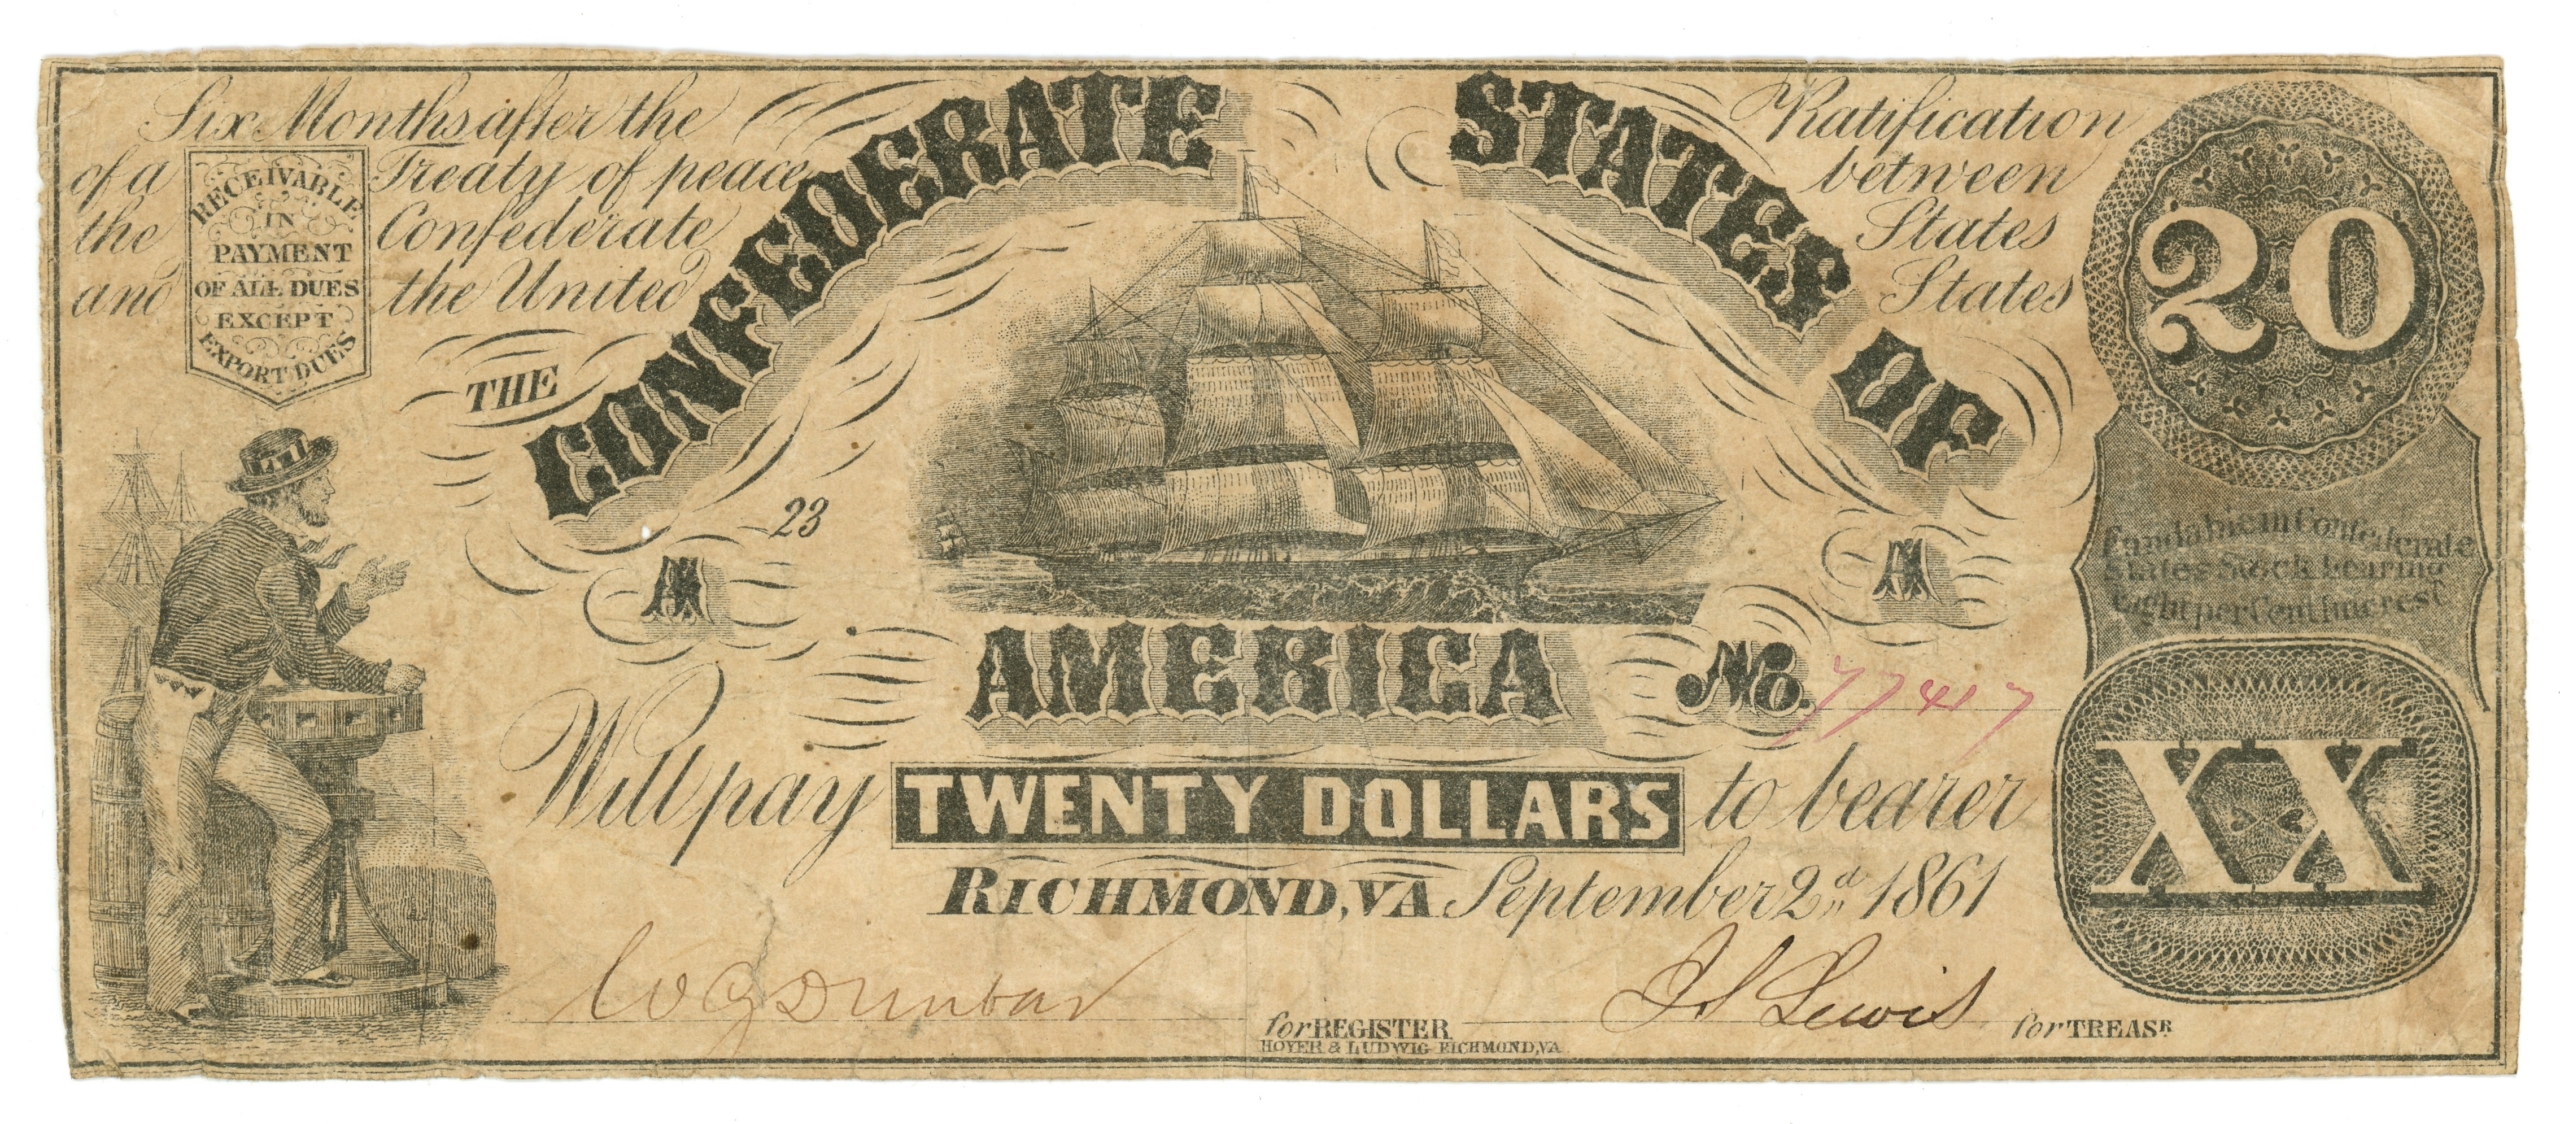 Six Months after the Ratification
of a Treaty of peace between
the Confederate States
and the United States
RECEIVABLE
IN
PAYMENT
OF ALL DUES
EXCEPT
EXPORT DUES
THE CONFEDERATE STATES OF
AMERICA
20
23
A A
Fundable in Confederate
States Stock bearing
Eight per Cent Interest
No. 77417
Will pay TWENTY DOLLARS to bearer
XX
RICHMOND, VA September 2d 1861
W G Dunbar for REGISTER J S Lewis for TREASR
HOYER & LUDWIG RICHMOND, VA